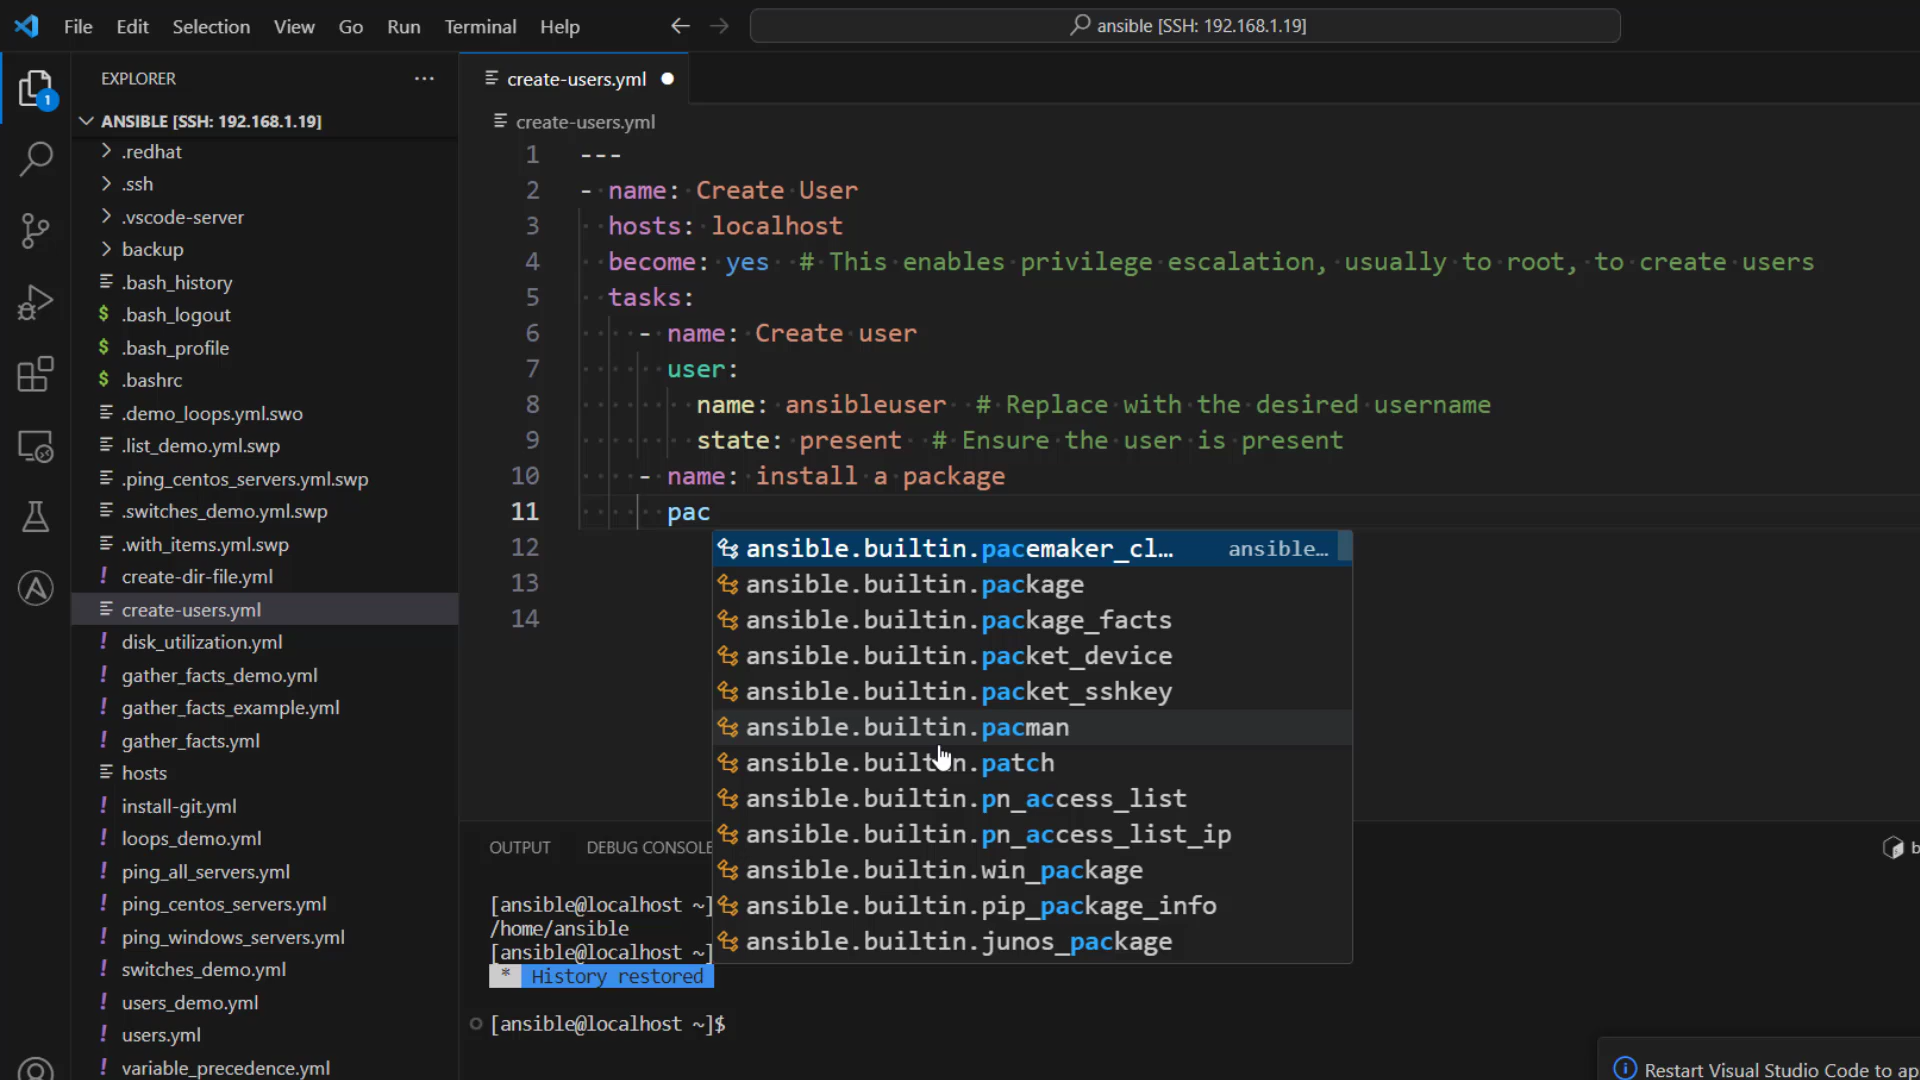 File Edit Selection View Go Run Terminal Help
ansible [SSH: 192.168.1.19]
EXPLORER
ANSIBLE [SSH: 192.168.1.19]
.redhat
.ssh
.vscode-server
backup
.bash_history
.bash_logout
.bash_profile
.bashrc
.demo_loops.yml.swo
.list_demo.yml.swp
.ping_centos_servers.yml.swp
.switches_demo.yml.swp
.with_items.yml.swp
create-dir-file.yml
create-users.yml
disk_utilization.yml
gather_facts_demo.yml
gather_facts_example.yml
gather_facts.yml
hosts
install-git.yml
loops_demo.yml
ping_all_servers.yml
ping_centos_servers.yml
ping_windows_servers.yml
switches_demo.yml
users_demo.yml
users.yml
variable_precedence.yml
1
create-users.yml
create-users.yml
1 ---
2 - name: Create User
3 hosts: localhost
4 become: yes # This enables privilege escalation, usually to root, to create users
5 tasks:
6 - name: Create user
7 user:
8 name: ansibleuser # Replace with the desired username
9 state: present # Ensure the user is present
10 - name: install a package
11 pac
12
13
14
ansible.builtin.pacemaker_cl... ansible...
ansible.builtin.package
ansible.builtin.package_facts
ansible.builtin.packet_device
ansible.builtin.packet_sshkey
ansible.builtin.pacman
ansible.builtin.patch
ansible.builtin.pn_access_list
ansible.builtin.pn_access_list_ip
ansible.builtin.win_package
ansible.builtin.pip_package_info
ansible.builtin.junos_package
OUTPUT DEBUG CONSOLE
b
[ansible@localhost ~]
/home/ansible
[ansible@localhost ~]
* History restored
[ansible@localhost ~]$
Restart Visual Studio Code to ap